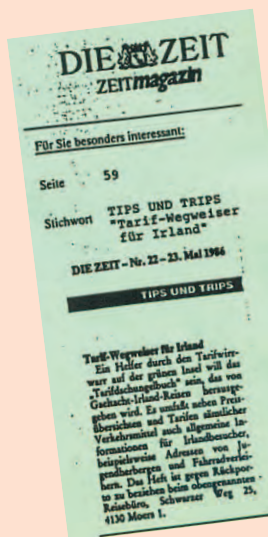 DIE ZEIT
ZEITmagazin
Für Sie besonders interessant:
Seite 59
Stichwort TIPS UND TRIPS
"Tarif-Wegweiser
für Irland"
DIE ZEIT – Nr. 22 – 23. Mai 1986
TIPS UND TRIPS
Tarif-Wegweiser für Irland
Ein Helfer durch den Tarifwirr-
warr auf der grünen Insel will das
„Tarifdschungelbuch" sein, das von
Gaeltacht-Irland-Reisen herausge-
geben wird. Es umfaßt neben Preis-
übersichten und Tarifen sämtlicher
Verkehrsmittel auch allgemeine In-
formationen für Irlandbesucher,
beispielsweise Adressen von Ju-
gendherbergen und Fahrradverlei-
hern. Das Heft ist gegen Rückpor-
to zu beziehen beim obengenannten
Reisebüro, Schwarzer Weg 25,
4130 Moers 1.